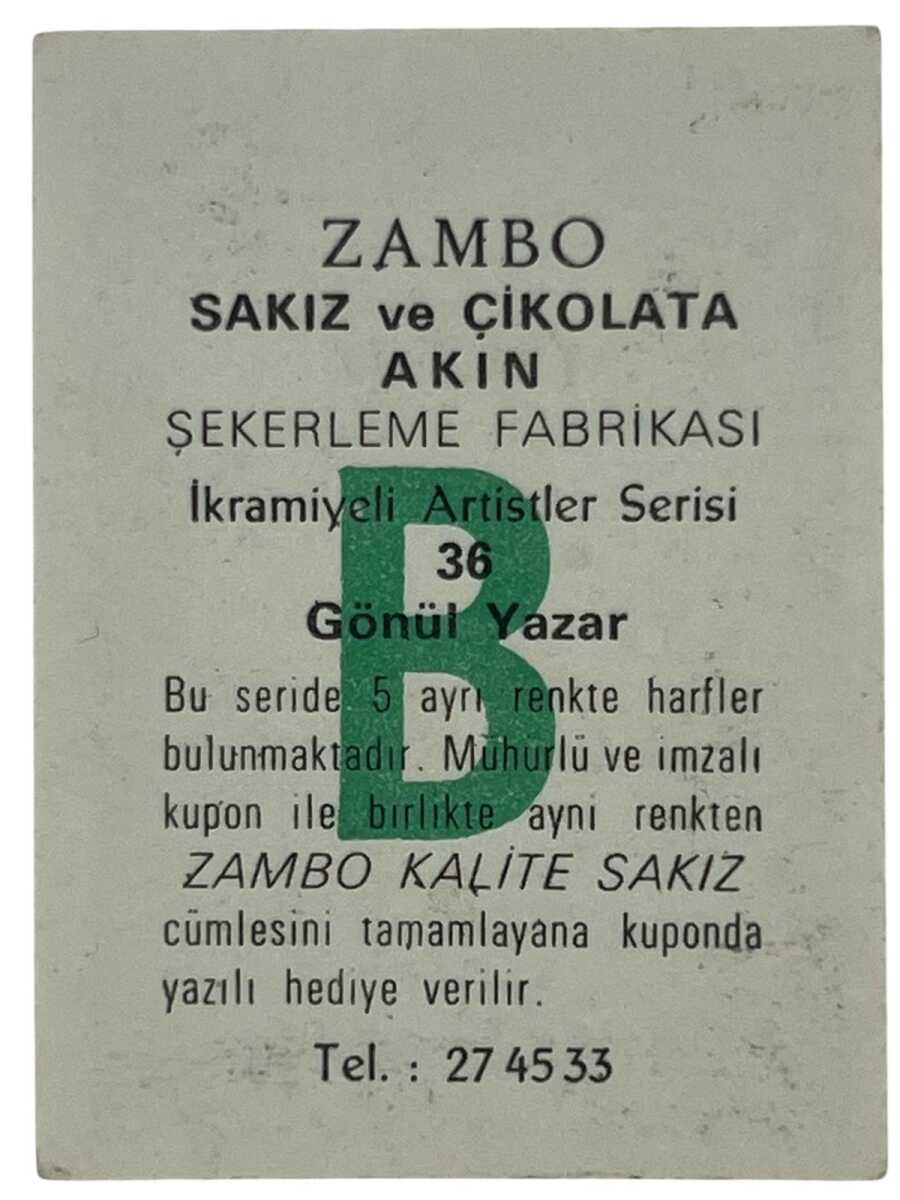 ZAMBO
SAKIZ ve ÇİKOLATA
AKIN
ŞEKERLEME FABRİKASI
İkramiyeli Artistler Serisi
36
Gönül Yazar
B
Bu seride 5 ayrı renkte harfler
bulunmaktadır. Mühurlü ve imzalı
kupon ile birlikte ayni renkten
ZAMBO KALİTE SAKIZ
cümlesini tamamlayana kuponda
yazılı hediye verilir.
Tel. : 27 45 33